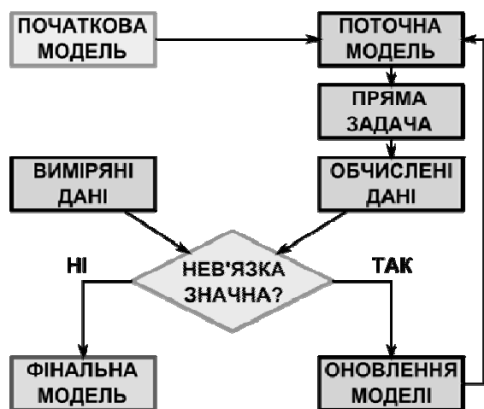 ПОЧАТКОВА
МОДЕЛЬ
ПОТОЧНА
МОДЕЛЬ
ПРЯМА
ЗАДАЧА
ВИМІРЯНІ
ДАНІ
ОБЧИСЛЕНІ
ДАНІ
НЕВ'ЯЗКА
ЗНАЧНА?
НІ
ТАК
ФІНАЛЬНА
МОДЕЛЬ
ОНОВЛЕННЯ
МОДЕЛІ